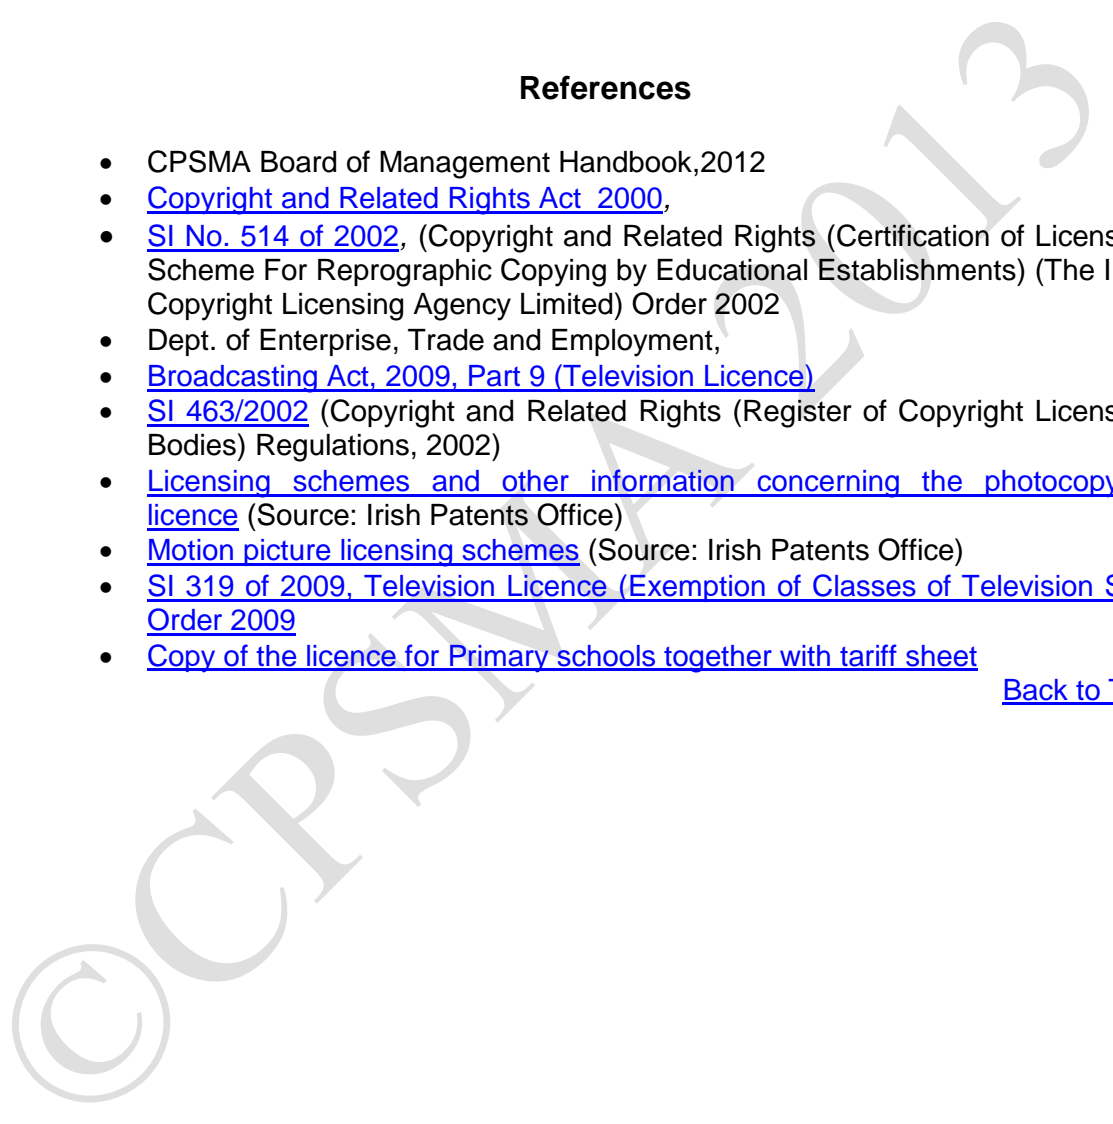 References
• CPSMA Board of Management Handbook,2012
• Copyright and Related Rights Act 2000,
• SI No. 514 of 2002, (Copyright and Related Rights (Certification of
Scheme For Reprographic Copying by Educational Establishments) (The
Copyright Licensing Agency Limited) Order 2002
• Dept. of Enterprise, Trade and Employment,
• Broadcasting Act, 2009, Part 9 (Television Licence)
• SI 463/2002 (Copyright and Related Rights (Register of Copyright
Bodies) Regulations, 2002)
• Licensing schemes and other information concerning the
licence (Source: Irish Patents Office)
• Motion picture licensing schemes (Source: Irish Patents Office)
• SI 319 of 2009, Television Licence (Exemption of Classes of Television
Order 2009
• Copy of the licence for Primary schools together with tariff sheet
Back to
©CPSMA 2013